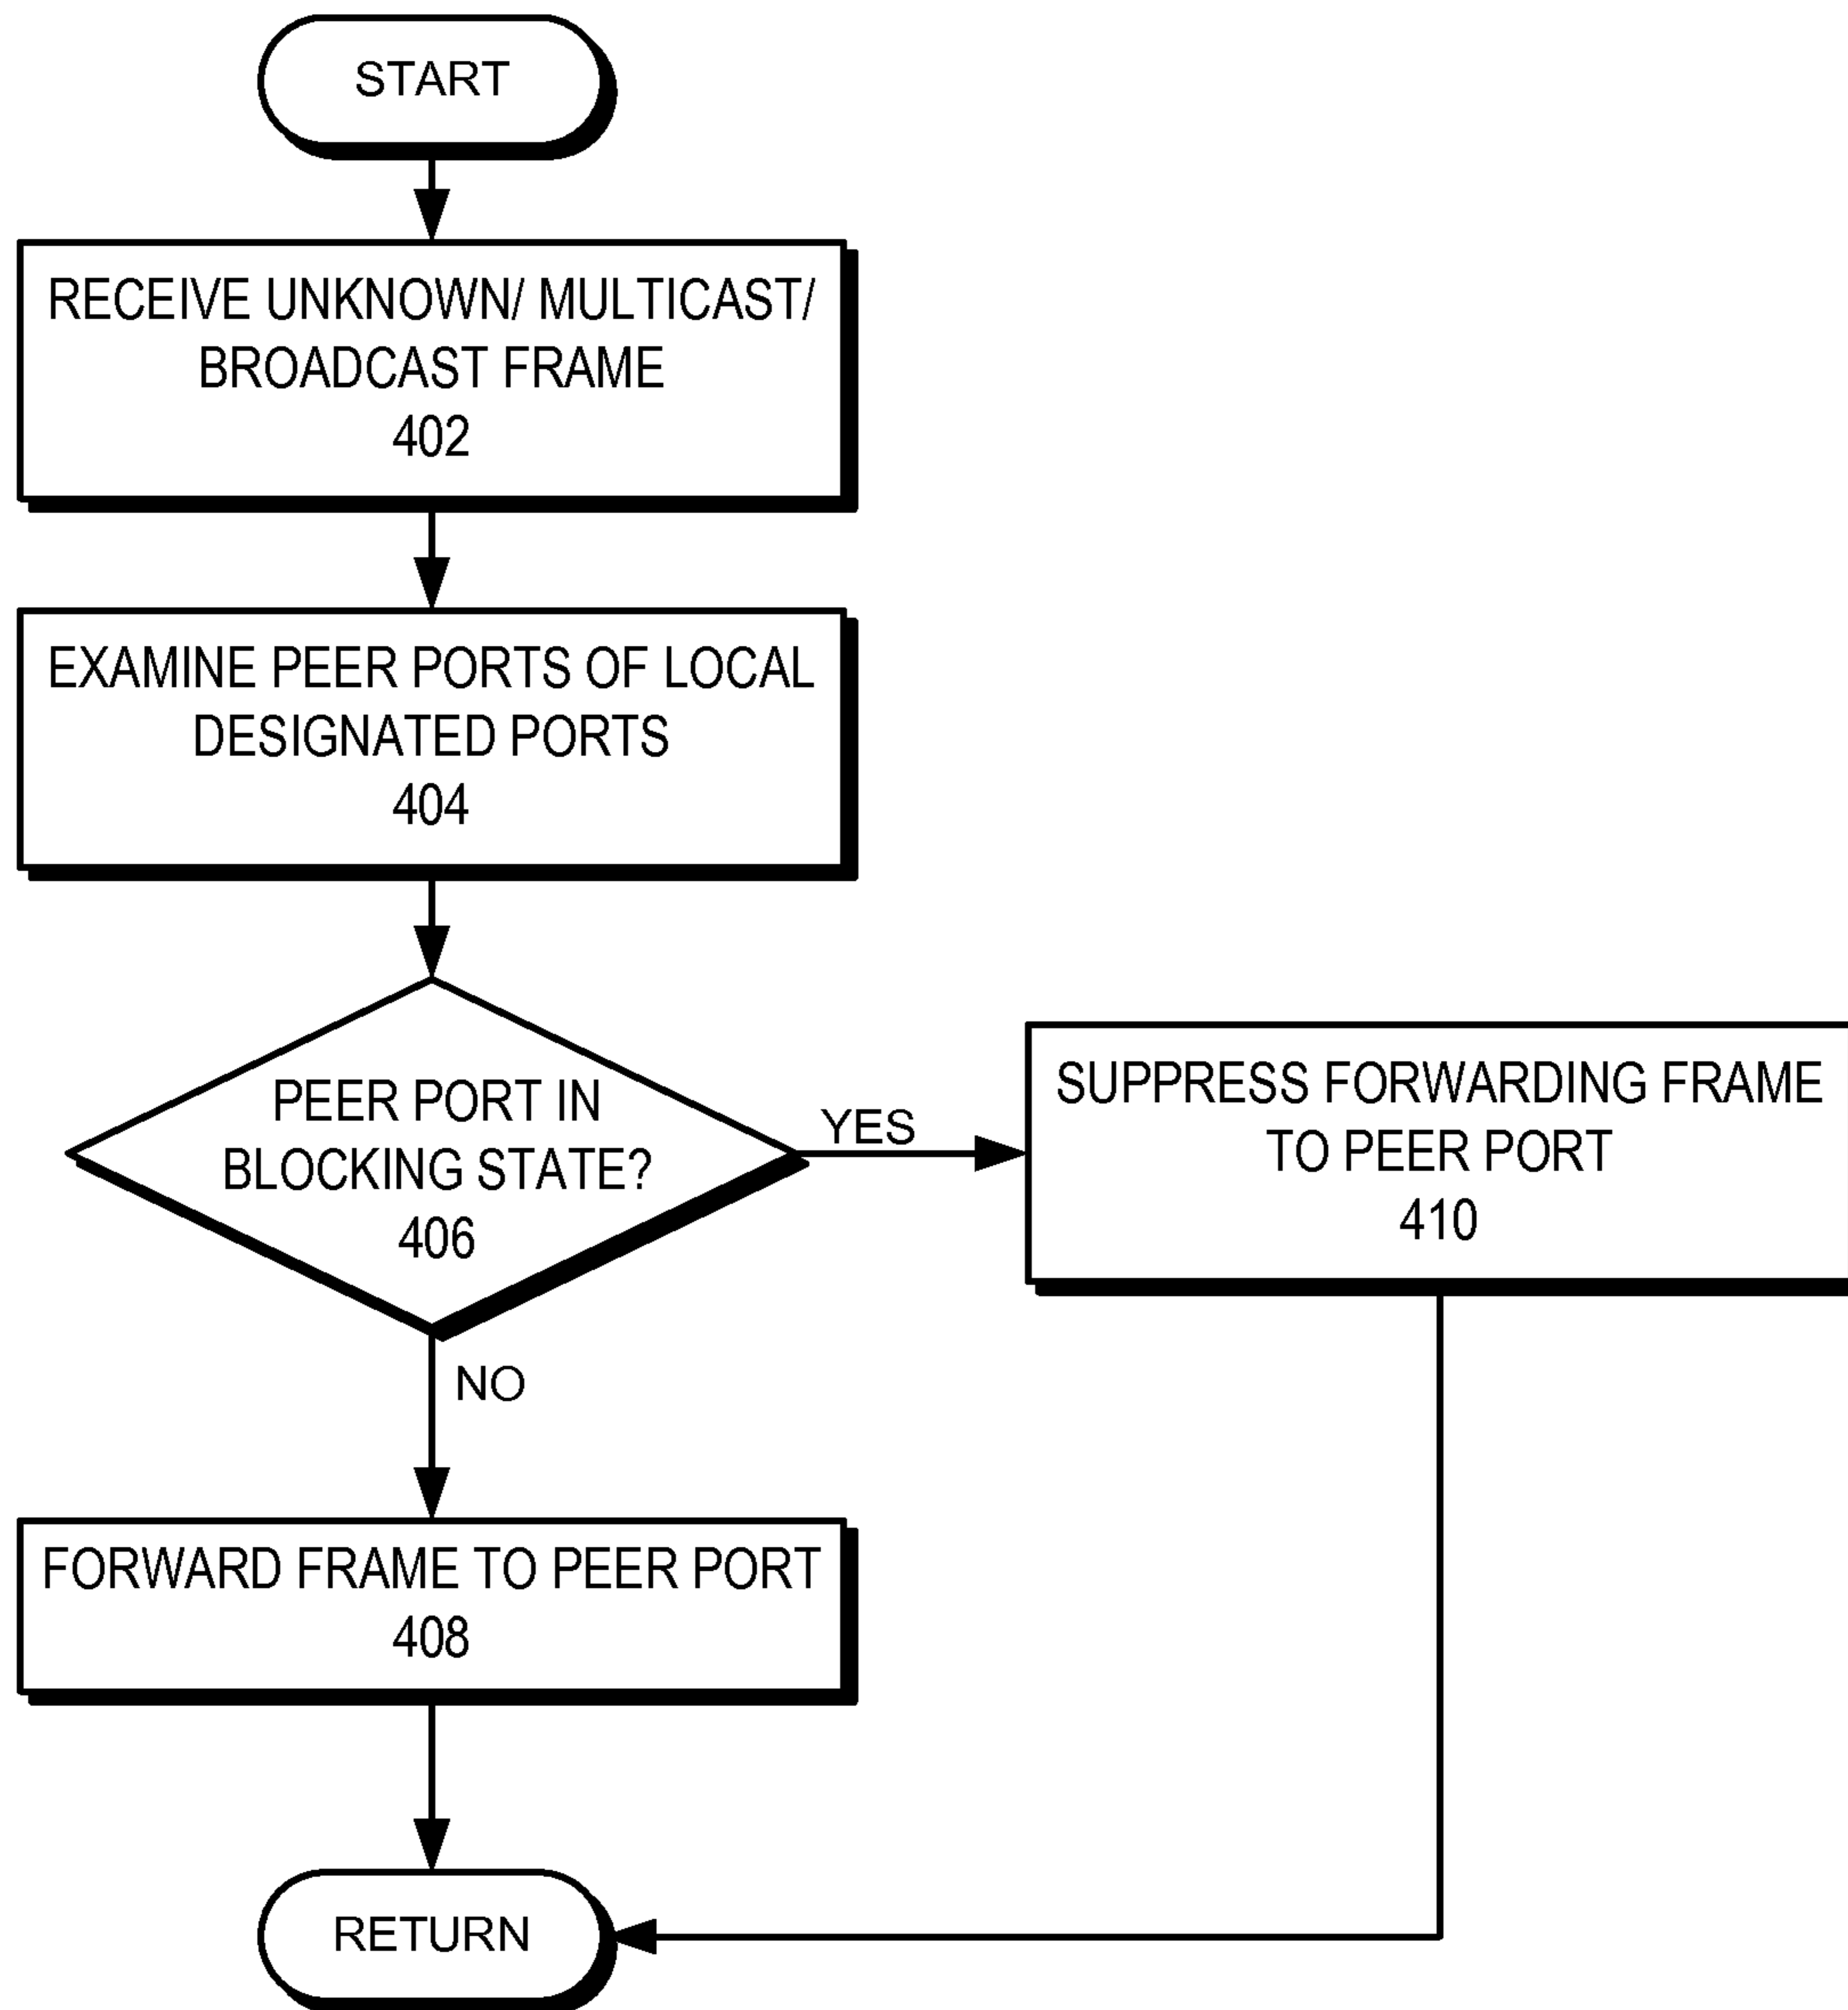 START
RECEIVE UNKNOWN/ MULTICAST/
BROADCAST FRAME
402
EXAMINE PEER PORTS OF LOCAL
DESIGNATED PORTS
404
PEER PORT IN
BLOCKING STATE?
406
YES
SUPPRESS FORWARDING FRAME
TO PEER PORT
410
NO
FORWARD FRAME TO PEER PORT
408
RETURN